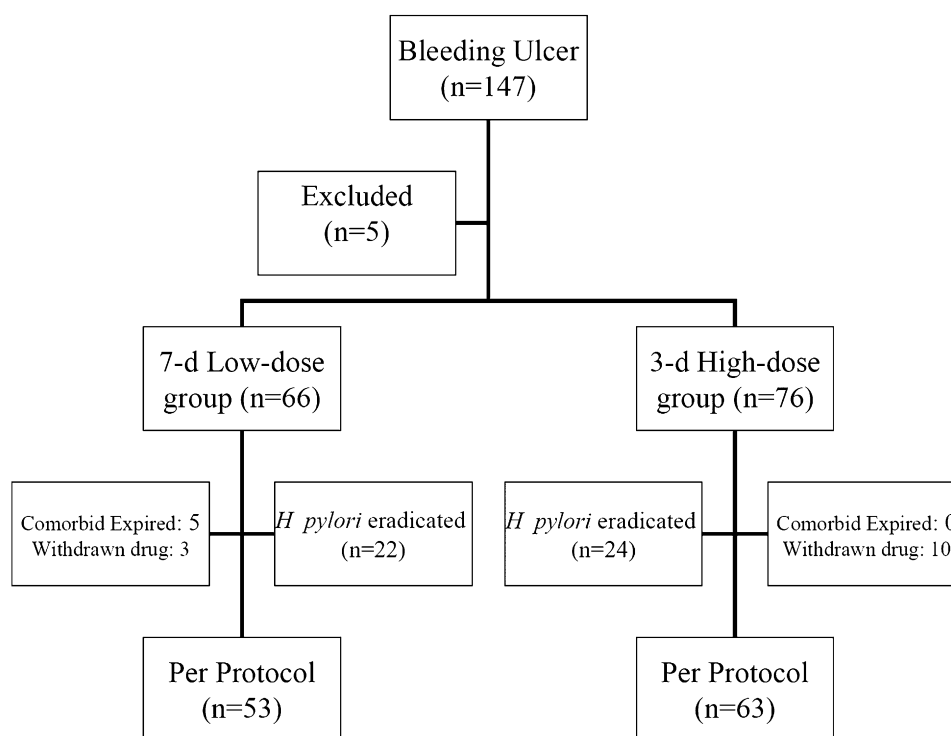 Bleeding Ulcer
(n=147)
Excluded
(n=5)
7-d Low-dose
group (n=66)
3-d High-dose
group (n=76)
Comorbid Expired: 5
Withdrawn drug: 3
H pylori eradicated
(n=22)
H pylori eradicated
(n=24)
Comorbid Expired: 0
Withdrawn drug: 10
Per Protocol
(n=53)
Per Protocol
(n=63)